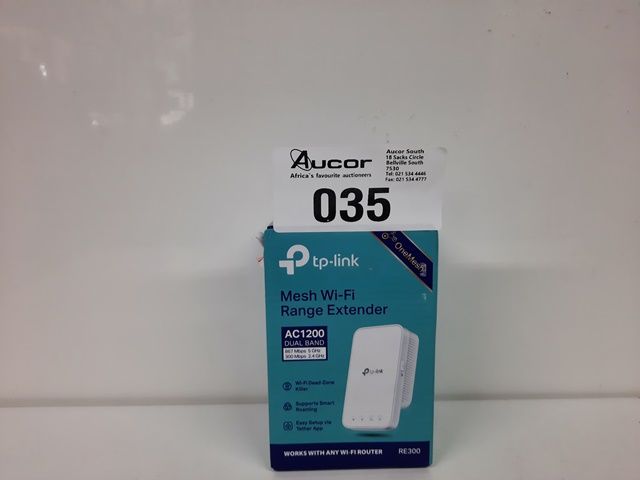 Aucor
Africa's favourite auctioneers
Aucor South
18 Sacks Circle
Bellville South
7530
Tel: 021 534 4446
Fax: 021 534 4777
035
tp-link
OneMesh
Mesh Wi-Fi
Range Extender
AC1200
DUAL BAND
867 Mbps 5 GHz
300 Mbps 2.4 GHz
tp-link
Wi-Fi Dead-Zone
Killer
Supports Smart
Roaming
Easy Setup via
Tether App
WORKS WITH ANY WI-FI ROUTER
RE300